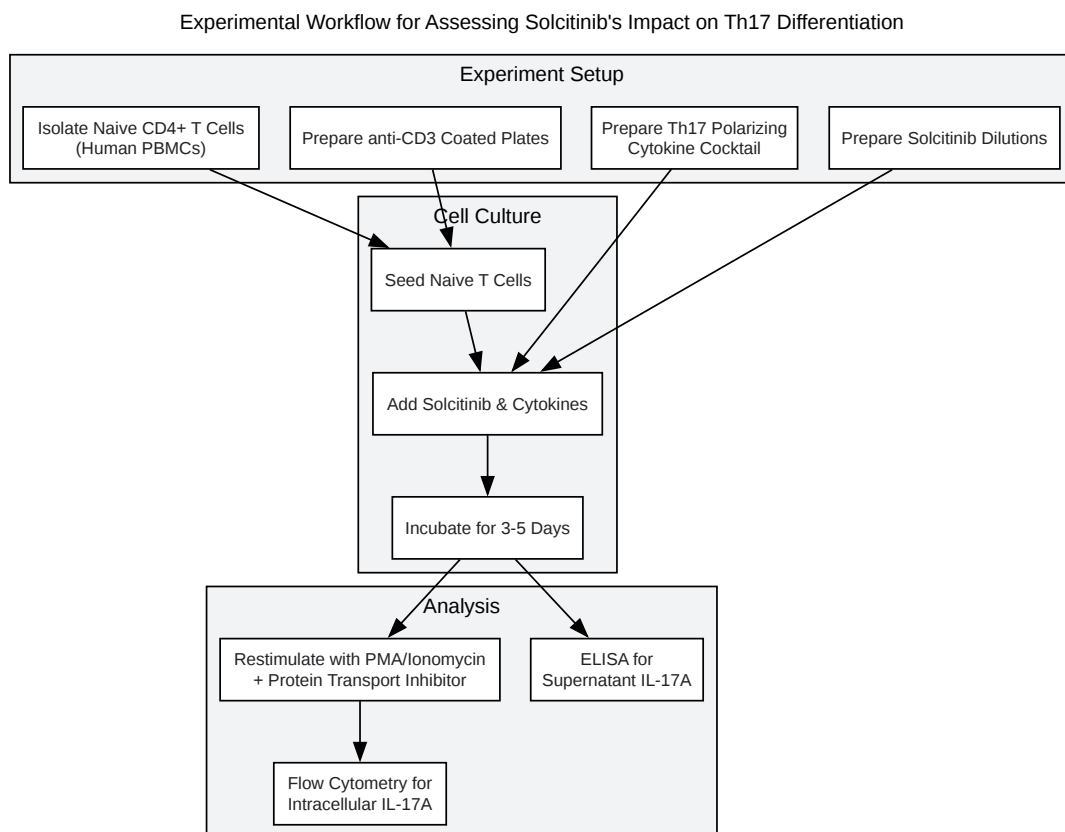 Experimental Workflow for Assessing Solcitinib's Impact on Th17 Differentiation
Experiment Setup
Isolate Naive CD4+ T Cells
(Human PBMCs)
Prepare anti-CD3 Coated Plates
Prepare Th17 Polarizing
Cytokine Cocktail
Prepare Solcitinib Dilutions
Cell Culture
Seed Naive T Cells
Add Solcitinib & Cytokines
Incubate for 3-5 Days
Analysis
Restimulate with PMA/Ionomycin
+ Protein Transport Inhibitor
ELISA for
Supernatant IL-17A
Flow Cytometry for
Intracellular IL-17A